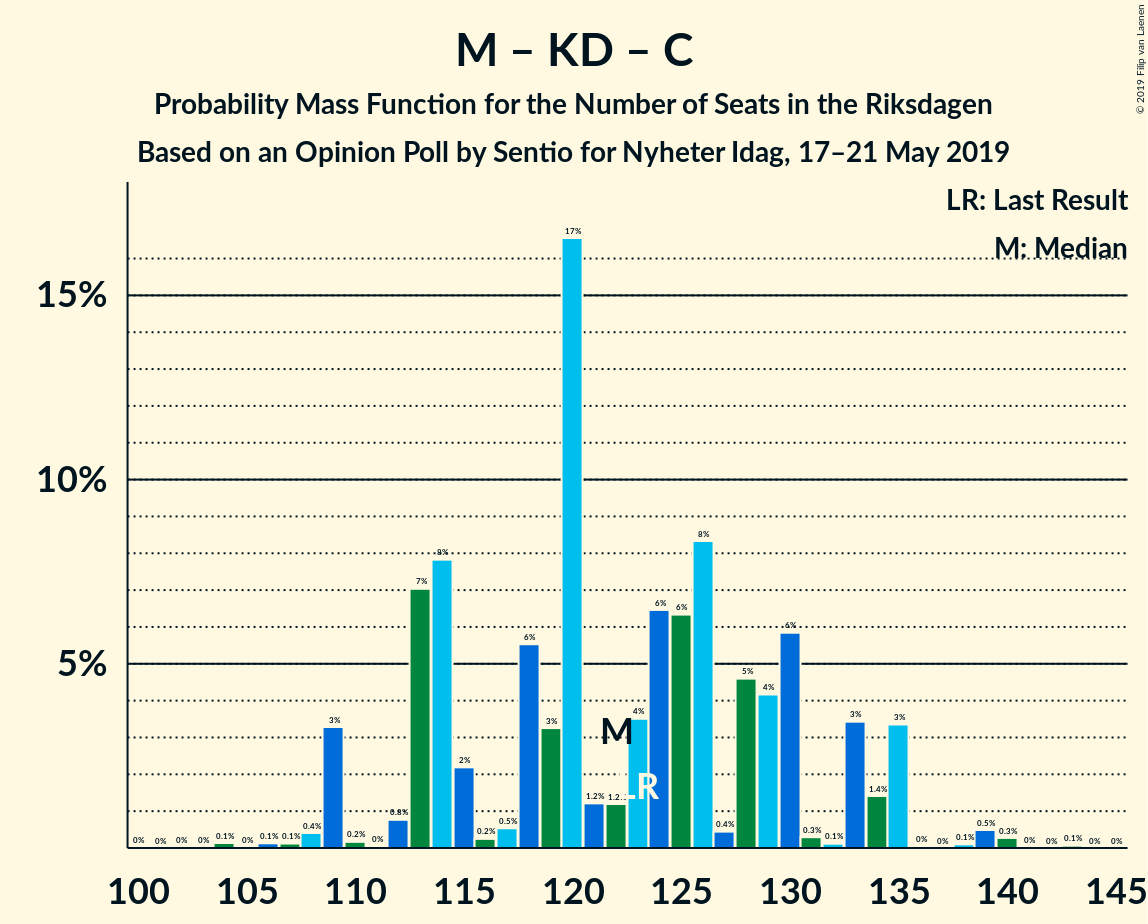 © 2019 Filip van Laenen
M – KD – C
Probability Mass Function for the Number of Seats in the Riksdagen
Based on an Opinion Poll by Sentio for Nyheter Idag, 17–21 May 2019
LR: Last Result
M: Median
15%
10%
5%
0% 0% 0% 0% 0.1% 0% 0.1% 0.1% 0.4% 3% 0.2% 0% 0.8% 7% 8% 2% 0.2% 0.5% 6% 3% 17% 1.2% 1.2… 4% 6% 6% 8% 0.4% 5% 4% 6% 0.3% 0.1% 3% 1.4% 3% 0% 0% 0.1% 0.5% 0.3% 0% 0% 0.1% 0% 0%
M
LR
100 105 110 115 120 125 130 135 140 145